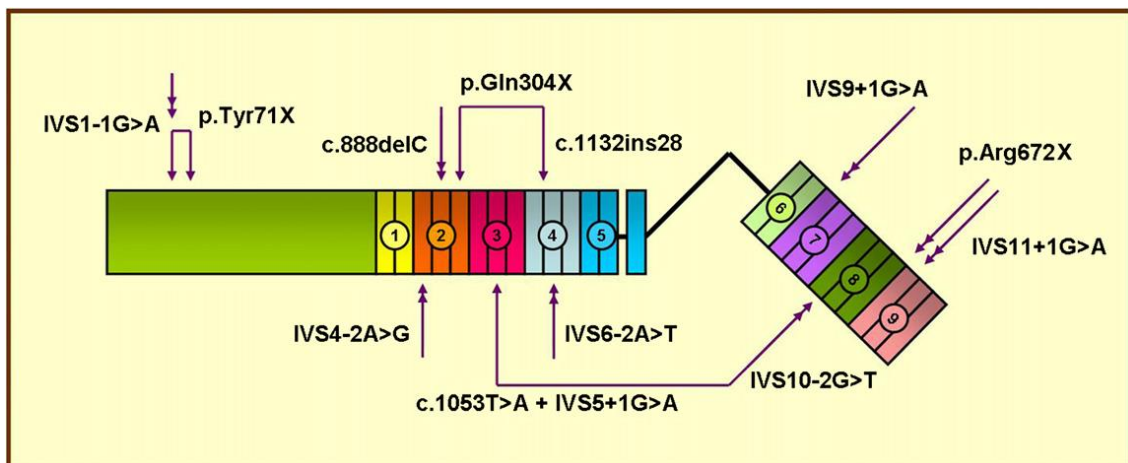 IVS1-1G>A
p.Tyr71X
c.888delC
p.Gln304X
c.1132ins28
IVS9+1G>A
p.Arg672X
IVS11+1G>A
1
2
3
4
5
6
7
8
9
IVS4-2A>G
IVS6-2A>T
c.1053T>A + IVS5+1G>A
IVS10-2G>T